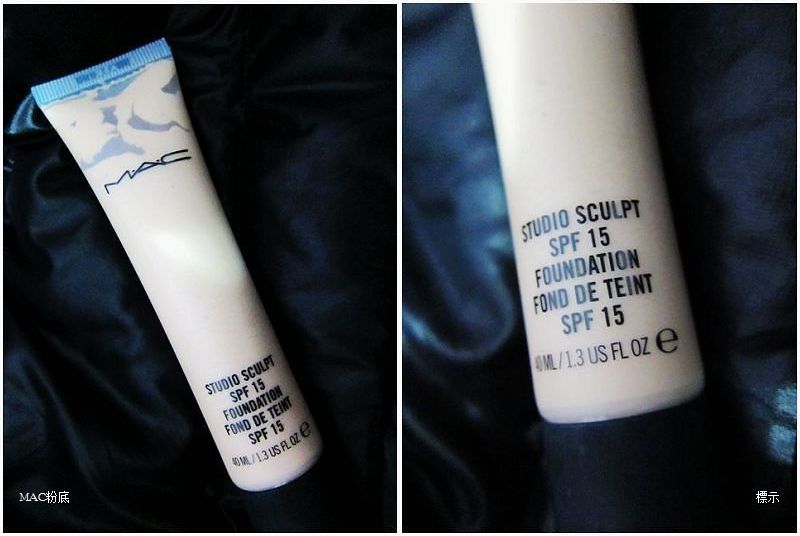 M·A·C
STUDIO SCULPT
SPF 15
FOUNDATION
FOND DE TEINT
SPF 15
40 ML / 1.3 US FL OZ e
MAC粉底
STUDIO SCULPT
SPF 15
FOUNDATION
FOND DE TEINT
SPF 15
40 ML / 1.3 US FL OZ e
標示